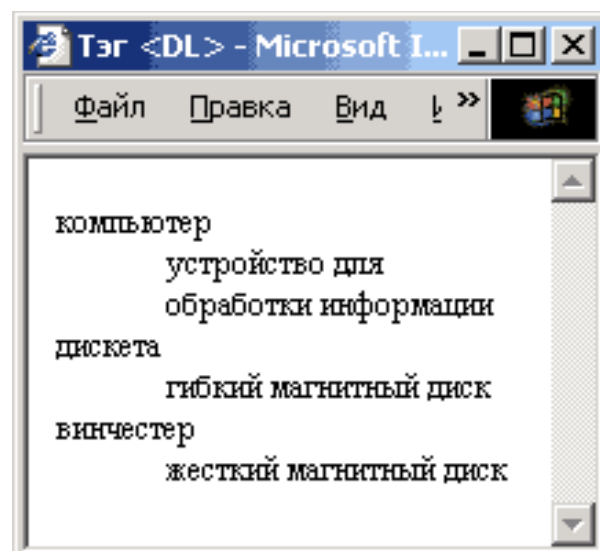 Тэг <DL> - Microsoft I...
Файл Правка Вид »
компьютер
устройство для
обработки информации
дискета
гибкий магнитный диск
винчестер
жесткий магнитный диск